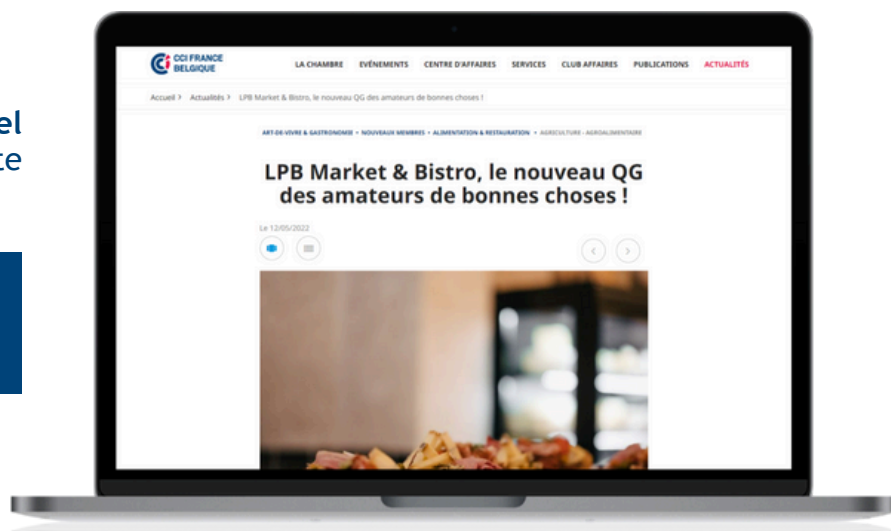 el
te
CCI FRANCE
BELGIQUE
LA CHAMBRE EVÉNEMENTS CENTRE D'AFFAIRES SERVICES CLUB AFFAIRES PUBLICATIONS ACTUALITÉS
Accueil > Actualités > LPB Market & Bistro, le nouveau QG des amateurs de bonnes choses !
ART-DE-VIVRE & GASTRONOMIE • NOUVEAUX MEMBRES • ALIMENTATION & RESTAURATION • AGRICULTURE - AGROALIMENTAIRE
LPB Market & Bistro, le nouveau QG
des amateurs de bonnes choses !
Le 12/05/2022